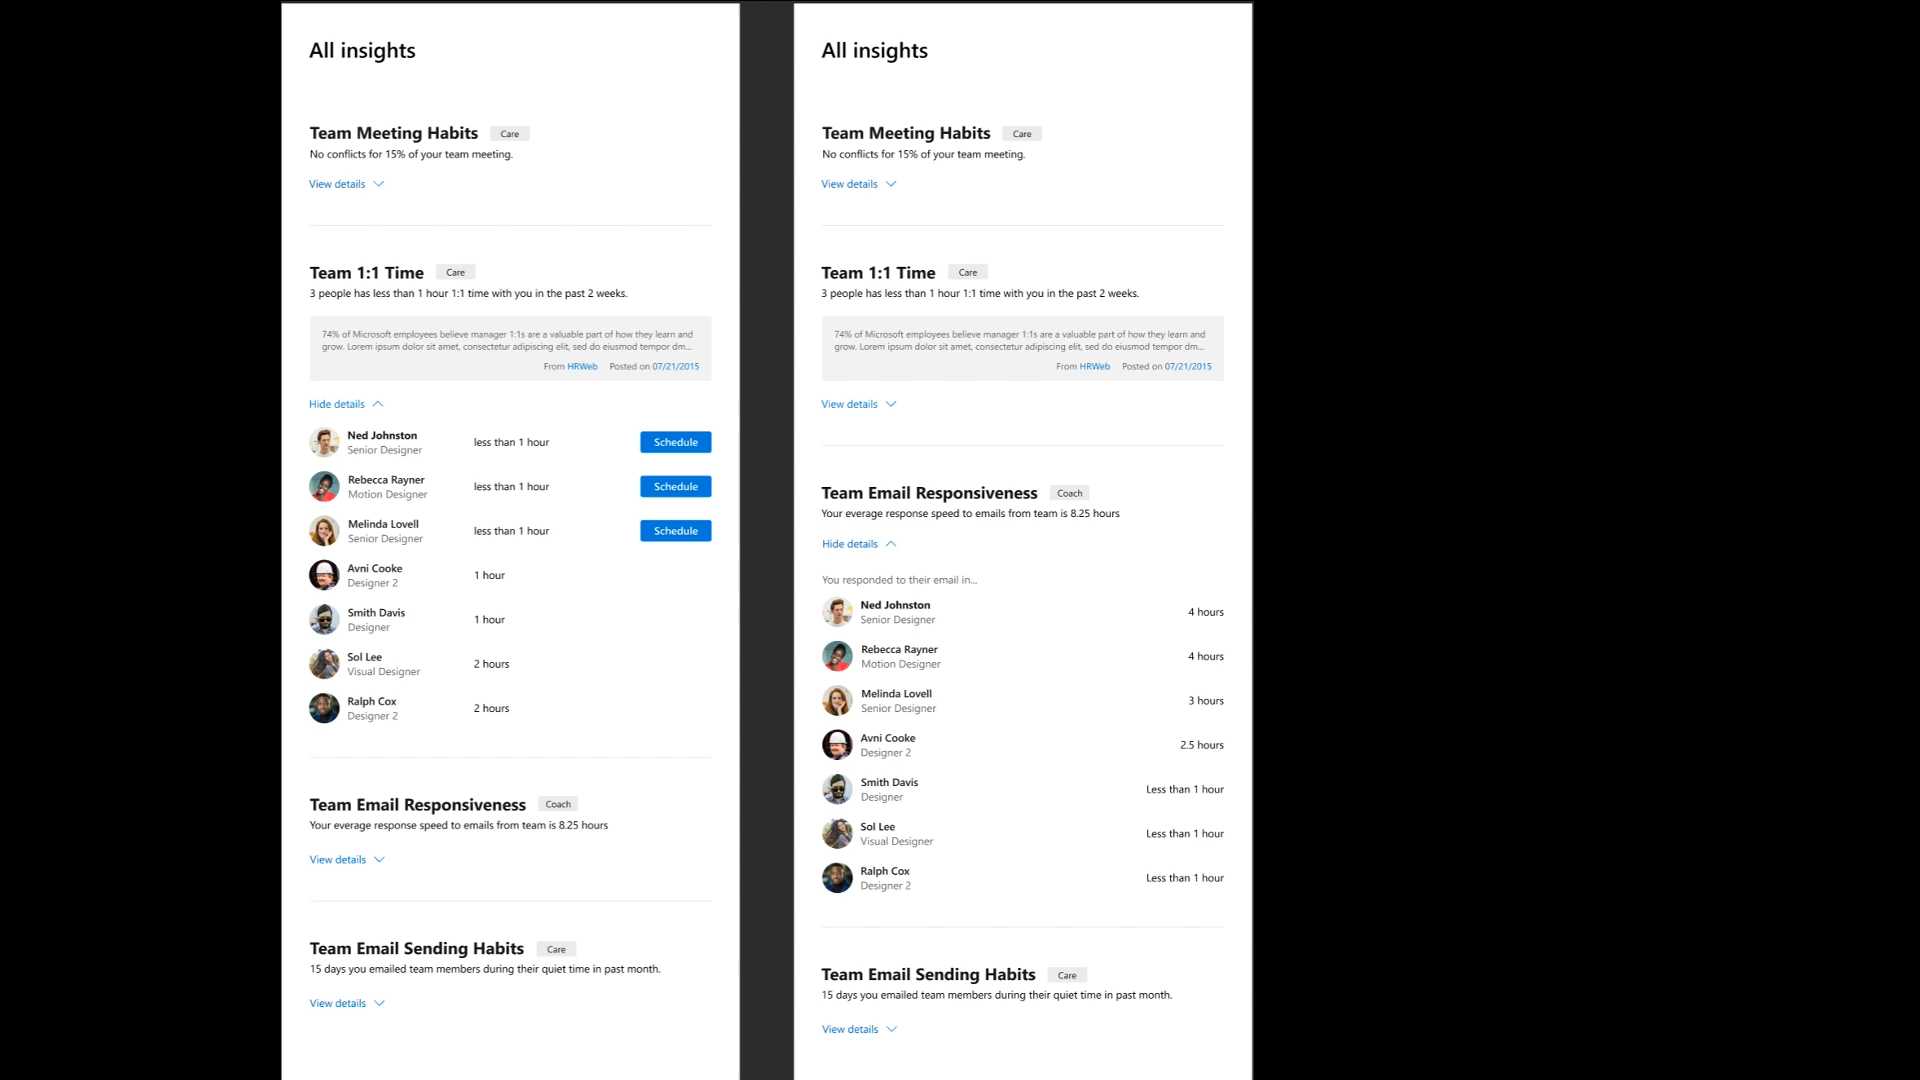 All insights
Team Meeting Habits Care
No conflicts for 15% of your team meeting.
View details
Team 1:1 Time Care
3 people has less than 1 hour 1:1 time with you in the past 2 weeks.
74% of Microsoft employees believe manager 1:1s are a valuable part of how they learn and
grow. Lorem ipsum dolor sit amet, consectetur adipiscing elit, sed do eiusmod tempor dm...
From HRWeb Posted on 07/21/2015
Hide details
Ned Johnston
Senior Designer
less than 1 hour
Schedule
Rebecca Rayner
Motion Designer
less than 1 hour
Schedule
Melinda Lovell
Senior Designer
less than 1 hour
Schedule
Avni Cooke
Designer 2
1 hour
Smith Davis
Designer
1 hour
Sol Lee
Visual Designer
2 hours
Ralph Cox
Designer 2
2 hours
Team Email Responsiveness Coach
Your everage response speed to emails from team is 8.25 hours
View details
Team Email Sending Habits Care
15 days you emailed team members during their quiet time in past month.
View details
All insights
Team Meeting Habits Care
No conflicts for 15% of your team meeting.
View details
Team 1:1 Time Care
3 people has less than 1 hour 1:1 time with you in the past 2 weeks.
74% of Microsoft employees believe manager 1:1s are a valuable part of how they learn and
grow. Lorem ipsum dolor sit amet, consectetur adipiscing elit, sed do eiusmod tempor dm...
From HRWeb Posted on 07/21/2015
View details
Team Email Responsiveness Coach
Your everage response speed to emails from team is 8.25 hours
Hide details
You responded to their email in...
Ned Johnston
Senior Designer
4 hours
Rebecca Rayner
Motion Designer
4 hours
Melinda Lovell
Senior Designer
3 hours
Avni Cooke
Designer 2
2.5 hours
Smith Davis
Designer
Less than 1 hour
Sol Lee
Visual Designer
Less than 1 hour
Ralph Cox
Designer 2
Less than 1 hour
Team Email Sending Habits Care
15 days you emailed team members during their quiet time in past month.
View details